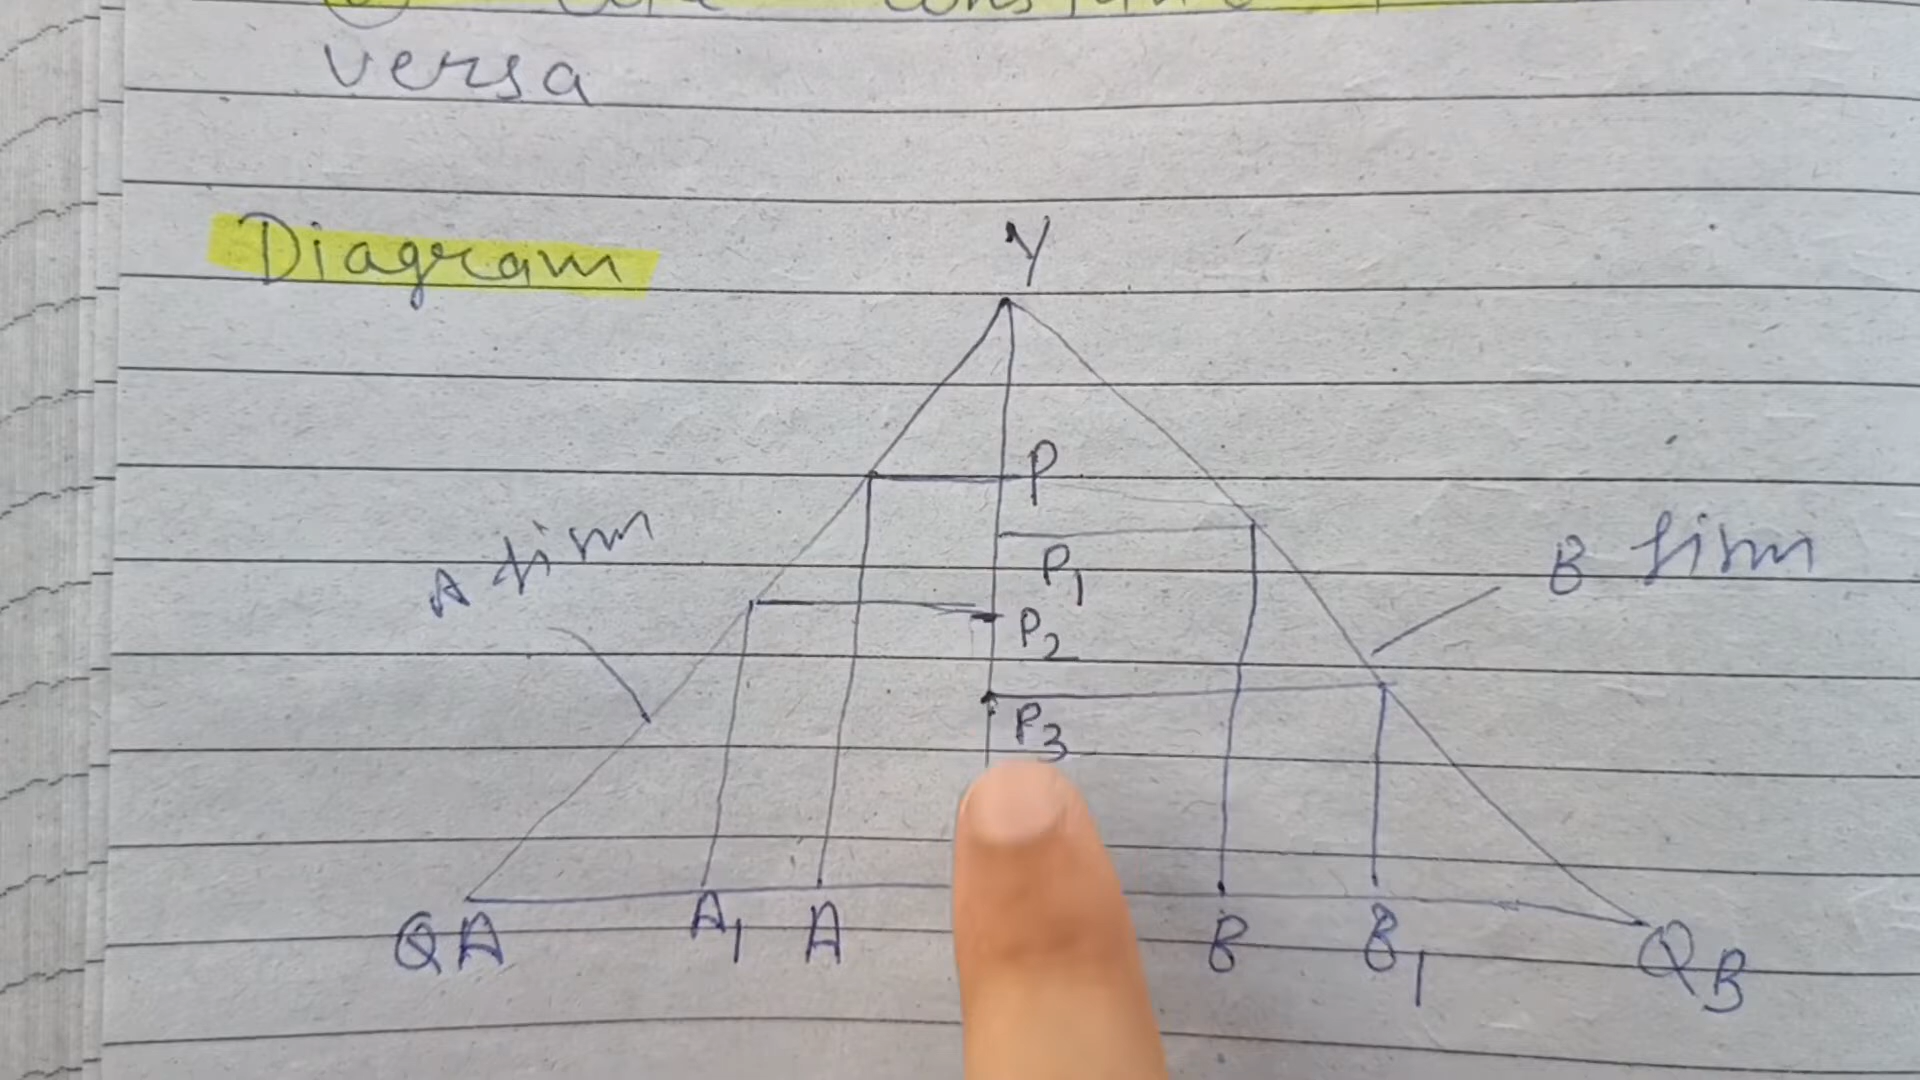 versa
Diagram
Y
P
A firm
B firm
P1
P2
P3
QA A1 A B B1 QB